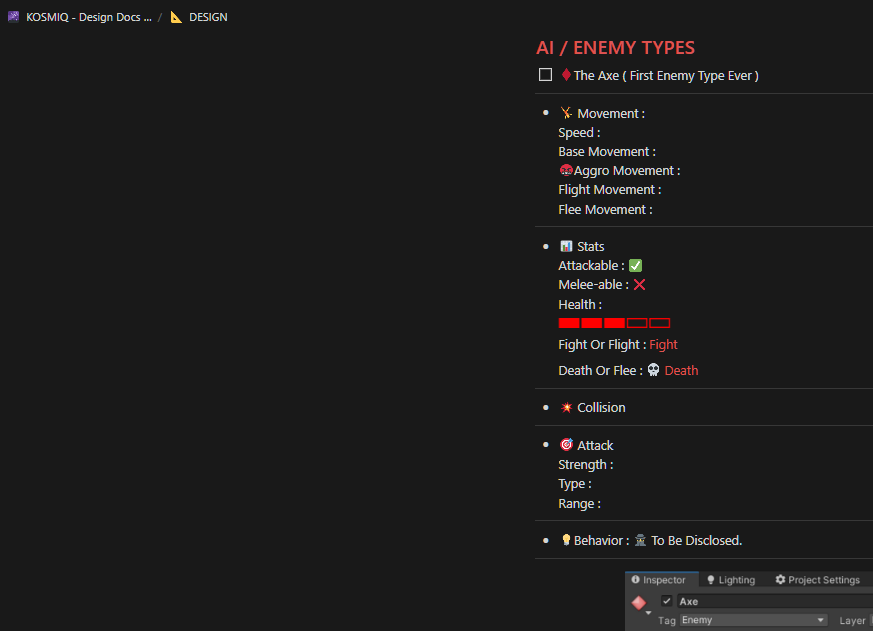 KOSMIQ - Design Docs ... / DESIGN
AI / ENEMY TYPES
The Axe ( First Enemy Type Ever )
Movement :
Speed :
Base Movement :
Aggro Movement :
Flight Movement :
Flee Movement :
Stats
Attackable :
Melee-able :
Health :
Fight Or Flight : Fight
Death Or Flee : Death
Collision
Attack
Strength :
Type :
Range :
Behavior : To Be Disclosed.
Inspector Lighting Project Settings
Axe
Tag Enemy Layer